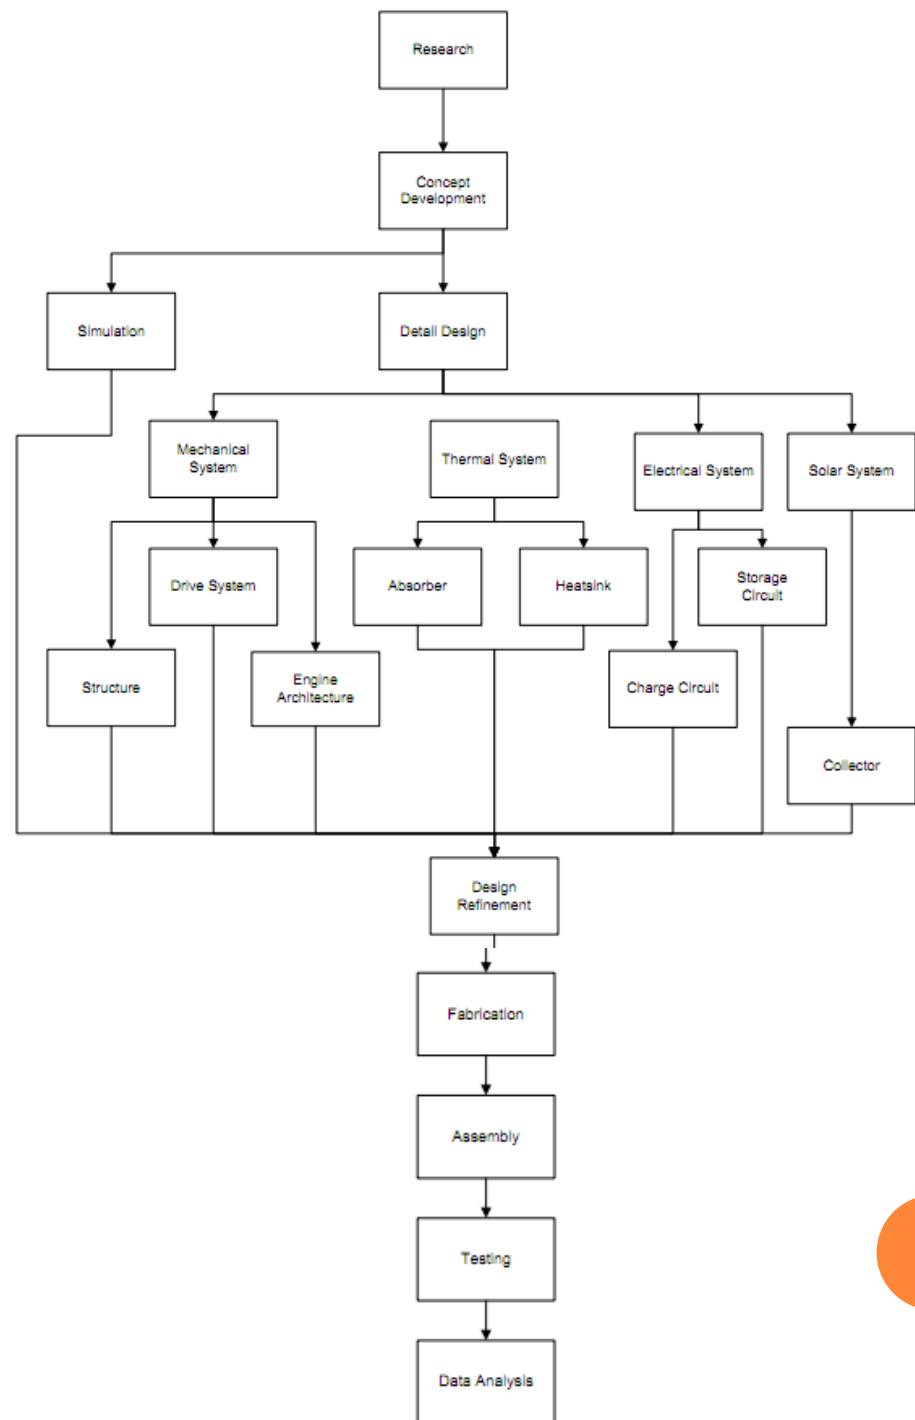 Research
Concept
Development
Simulation
Detail Design
Mechanical
System
Thermal System
Electrical System
Solar System
Drive System
Absorber
Heatsink
Storage
Circuit
Structure
Engine
Architecture
Charge Circuit
Collector
Design
Refinement
Fabrication
Assembly
Testing
Data Analysis